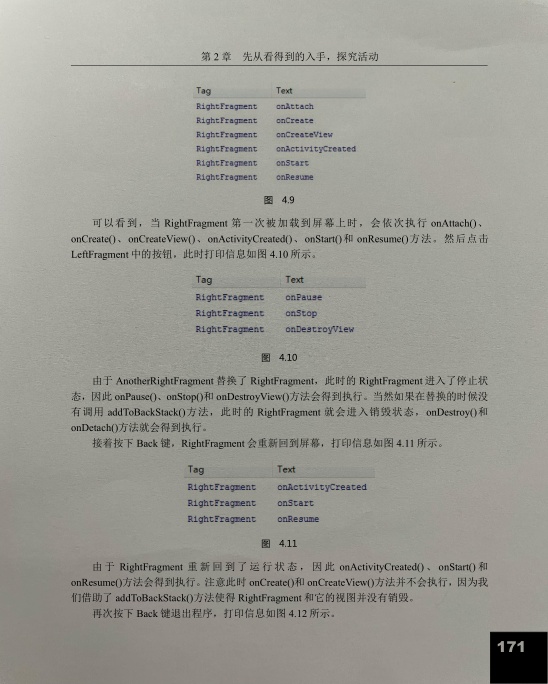 第 2 章 先从看得到的入手，探究活动
Tag Text
RightFragment onAttach
RightFragment onCreate
RightFragment onCreateView
RightFragment onActivityCreated
RightFragment onStart
RightFragment onResume
图 4.9
可以看到，当 RightFragment 第一次被加载到屏幕上时，会依次执行 onAttach()、
onCreate()、onCreateView()、onActivityCreated()、onStart()和 onResume()方法。然后点击
LeftFragment 中的按钮，此时打印信息如图 4.10 所示。
Tag Text
RightFragment onPause
RightFragment onStop
RightFragment onDestroyView
图 4.10
由于 AnotherRightFragment 替换了 RightFragment，此时的 RightFragment 进入了停止状
态，因此 onPause()、onStop()和 onDestroyView()方法会得到执行。当然如果在替换的时候没
有调用 addToBackStack()方法，此时的 RightFragment 就会进入销毁状态，onDestroy()和
onDetach()方法就会得到执行。
接着按下 Back 键，RightFragment 会重新回到屏幕，打印信息如图 4.11 所示。
Tag Text
RightFragment onActivityCreated
RightFragment onStart
RightFragment onResume
图 4.11
由于 RightFragment 重新回到了运行状态，因此 onActivityCreated()、onStart()和
onResume()方法会得到执行。注意此时 onCreate()和 onCreateView()方法并不会执行，因为我
们借助了 addToBackStack()方法使得 RightFragment 和它的视图并没有销毁。
再次按下 Back 键退出程序，打印信息如图 4.12 所示。
171